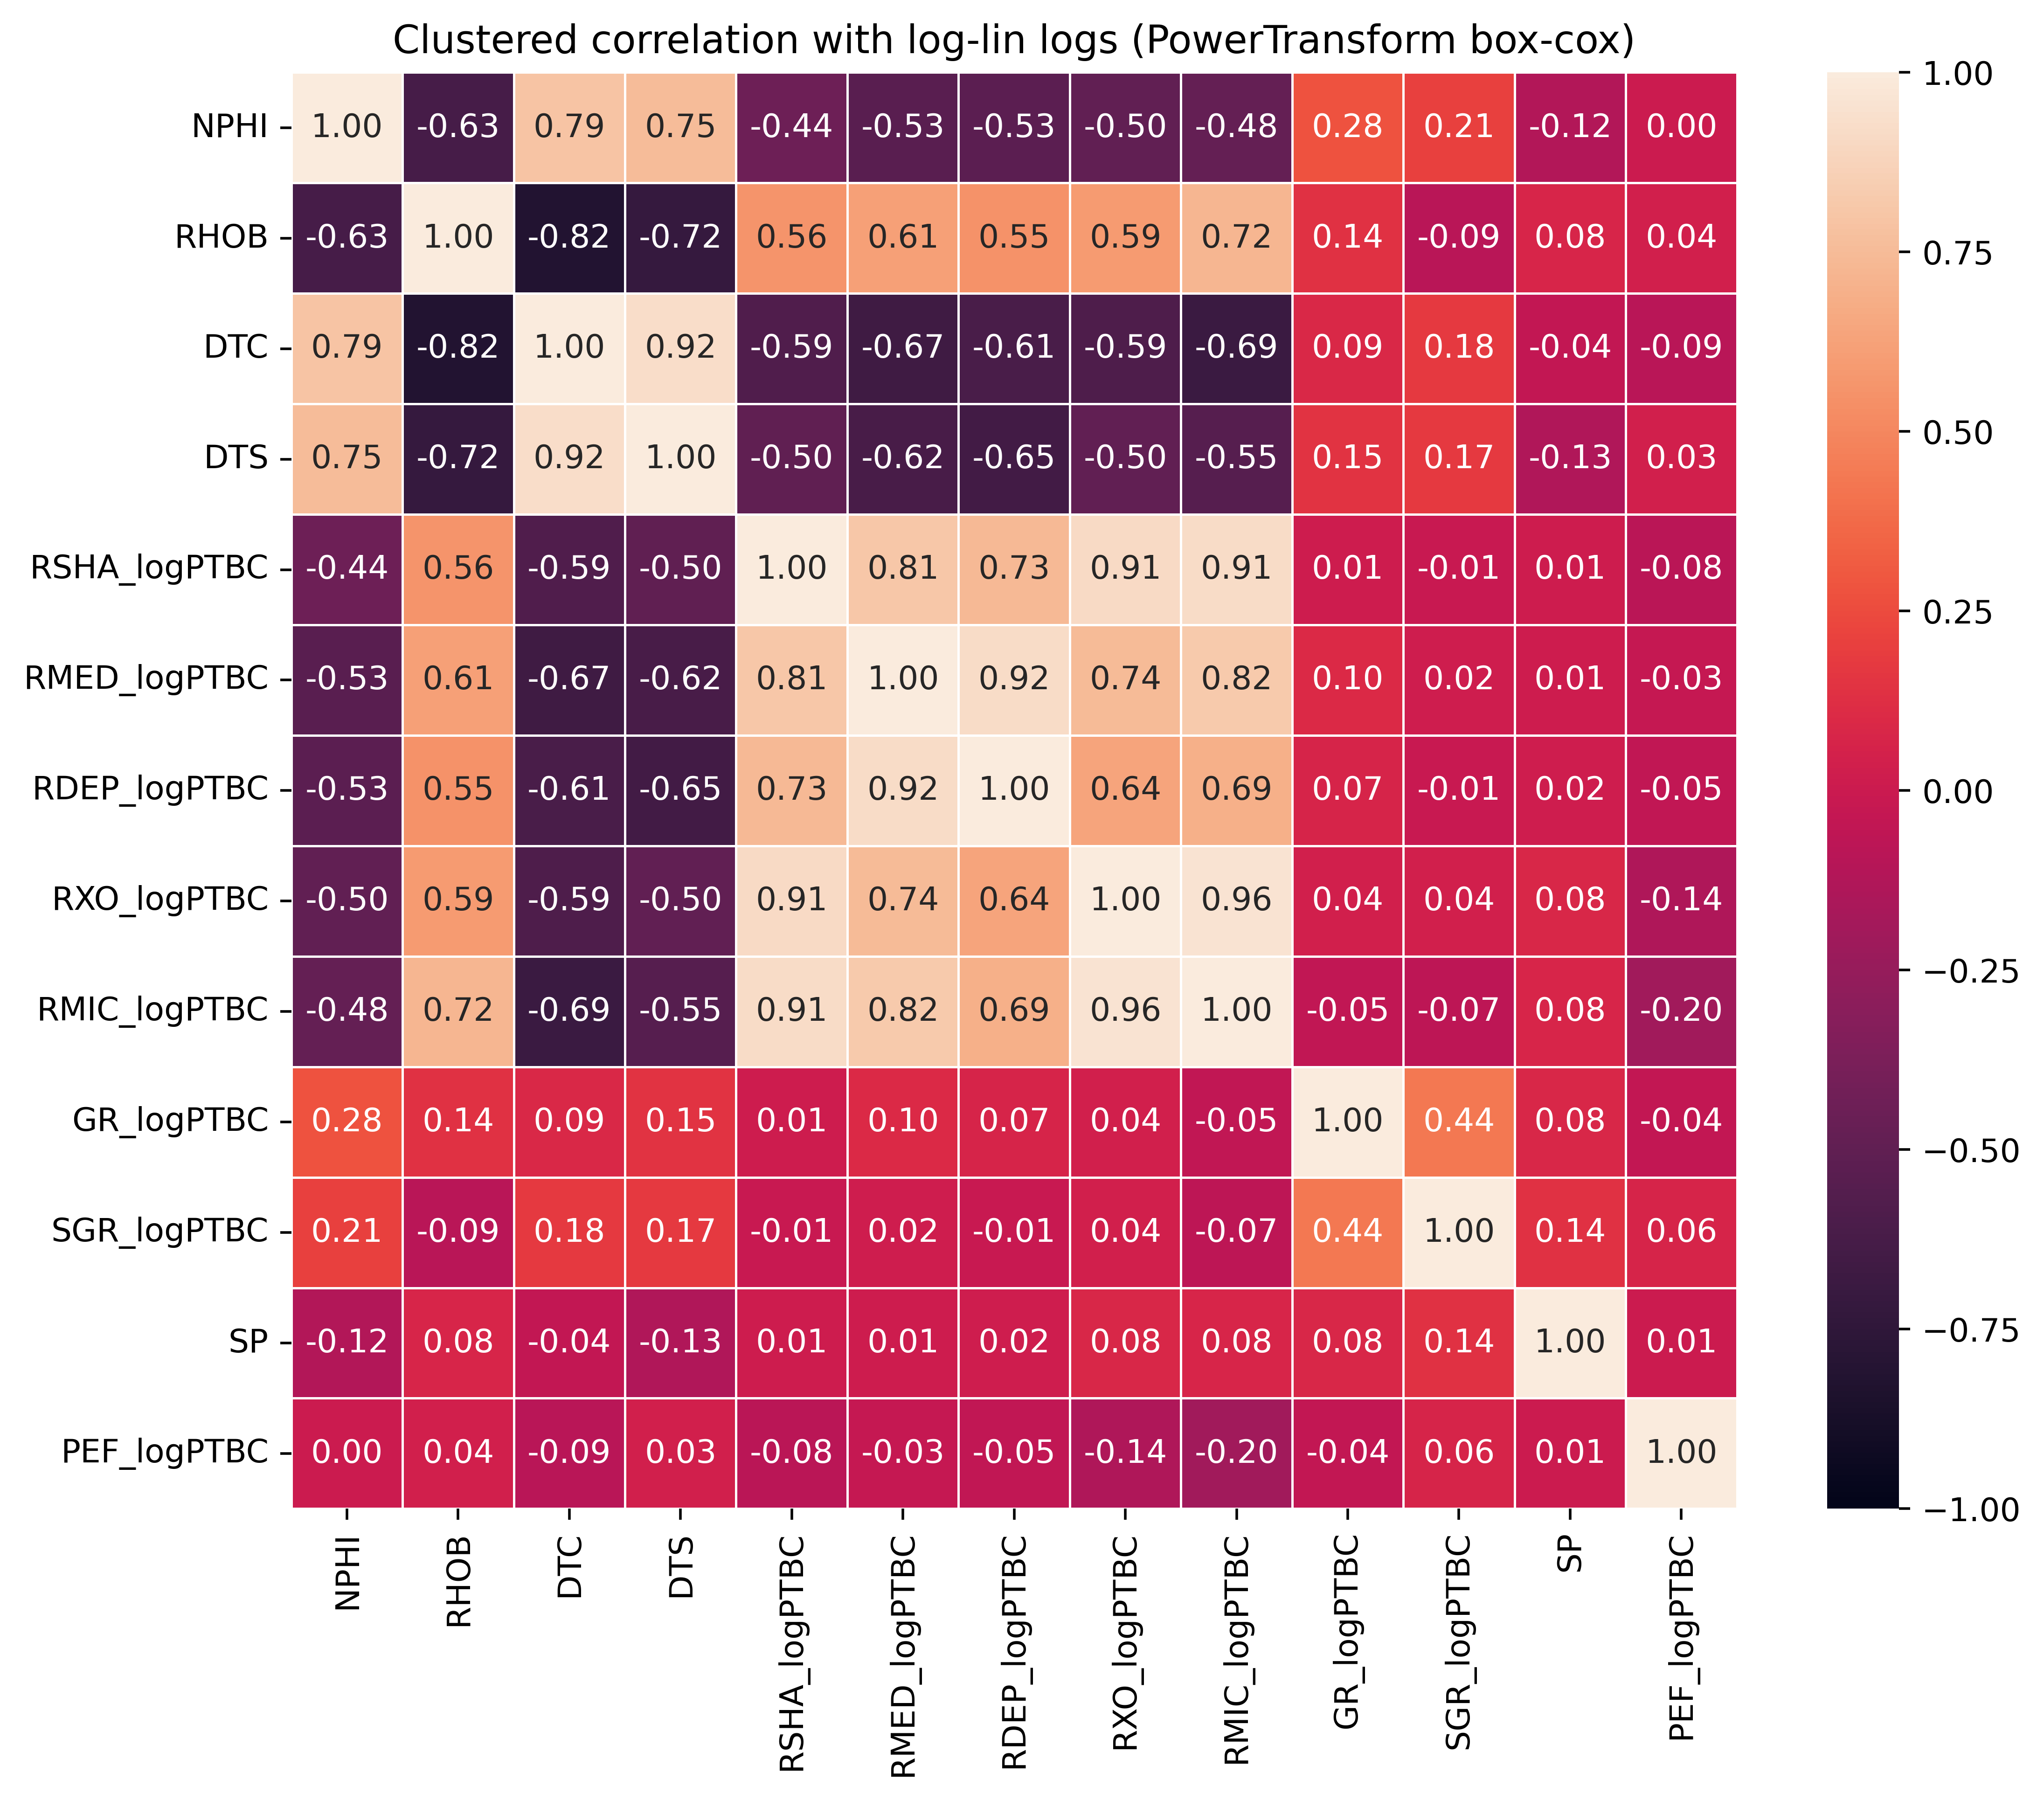 Clustered correlation with log-lin logs (PowerTransform box-cox)
NPHI 1.00 -0.63 0.79 0.75 -0.44 -0.53 -0.53 -0.50 -0.48 0.28 0.21 -0.12 0.00
RHOB -0.63 1.00 -0.82 -0.72 0.56 0.61 0.55 0.59 0.72 0.14 -0.09 0.08 0.04
DTC 0.79 -0.82 1.00 0.92 -0.59 -0.67 -0.61 -0.59 -0.69 0.09 0.18 -0.04 -0.09
DTS 0.75 -0.72 0.92 1.00 -0.50 -0.62 -0.65 -0.50 -0.55 0.15 0.17 -0.13 0.03
RSHA_logPTBC -0.44 0.56 -0.59 -0.50 1.00 0.81 0.73 0.91 0.91 0.01 -0.01 0.01 -0.08
RMED_logPTBC -0.53 0.61 -0.67 -0.62 0.81 1.00 0.92 0.74 0.82 0.10 0.02 0.01 -0.03
RDEP_logPTBC -0.53 0.55 -0.61 -0.65 0.73 0.92 1.00 0.64 0.69 0.07 -0.01 0.02 -0.05
RXO_logPTBC -0.50 0.59 -0.59 -0.50 0.91 0.74 0.64 1.00 0.96 0.04 0.04 0.08 -0.14
RMIC_logPTBC -0.48 0.72 -0.69 -0.55 0.91 0.82 0.69 0.96 1.00 -0.05 -0.07 0.08 -0.20
GR_logPTBC 0.28 0.14 0.09 0.15 0.01 0.10 0.07 0.04 -0.05 1.00 0.44 0.08 -0.04
SGR_logPTBC 0.21 -0.09 0.18 0.17 -0.01 0.02 -0.01 0.04 -0.07 0.44 1.00 0.14 0.06
SP -0.12 0.08 -0.04 -0.13 0.01 0.01 0.02 0.08 0.08 0.08 0.14 1.00 0.01
PEF_logPTBC 0.00 0.04 -0.09 0.03 -0.08 -0.03 -0.05 -0.14 -0.20 -0.04 0.06 0.01 1.00
NPHI
RHOB
DTC
DTS
RSHA_logPTBC
RMED_logPTBC
RDEP_logPTBC
RXO_logPTBC
RMIC_logPTBC
GR_logPTBC
SGR_logPTBC
SP
PEF_logPTBC
1.00
0.75
0.50
0.25
0.00
−0.25
−0.50
−0.75
−1.00